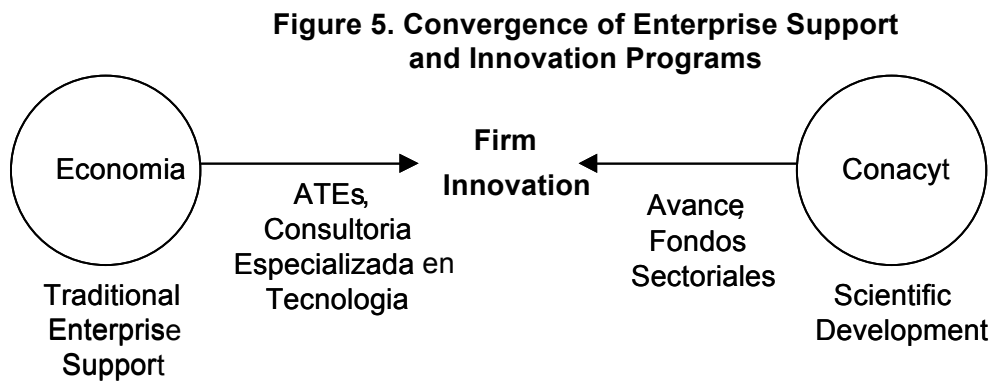 Figure 5. Convergence of Enterprise Support
and Innovation Programs
Economia
ATEs,
Consultoria
Especializada en
Tecnologia
Traditional
Enterprise
Support
Firm
Innovation
Avance,
Fondos
Sectoriales
Conacyt
Scientific
Development